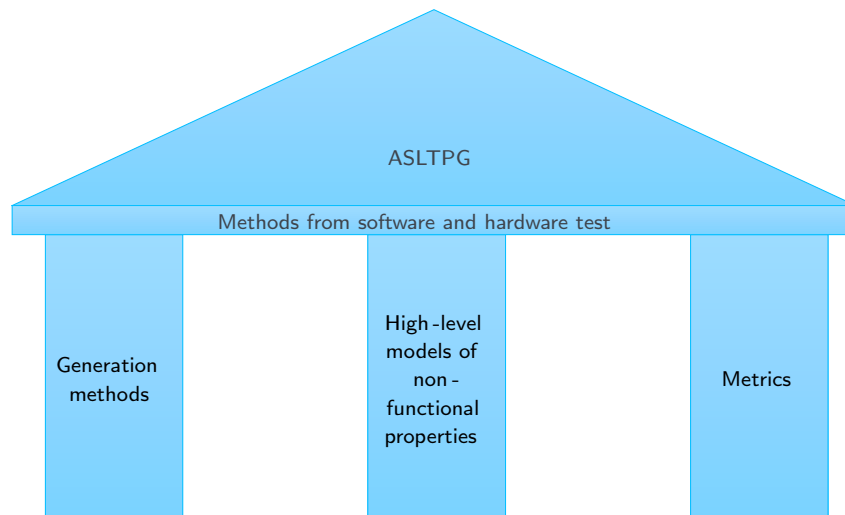 ASLTPG
Methods from software and hardware test
Generation
methods
High-level
models of
non-
functional
properties
Metrics